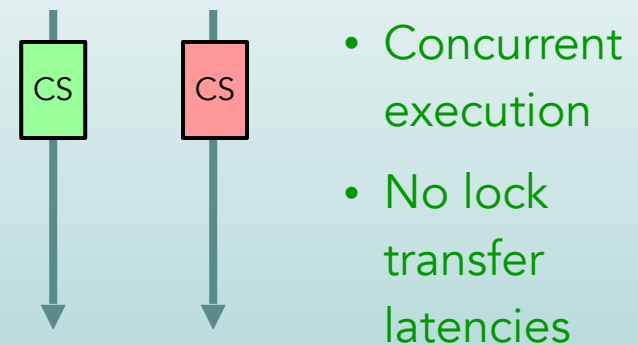 CS
CS
• Concurrent
execution
• No lock
transfer
latencies